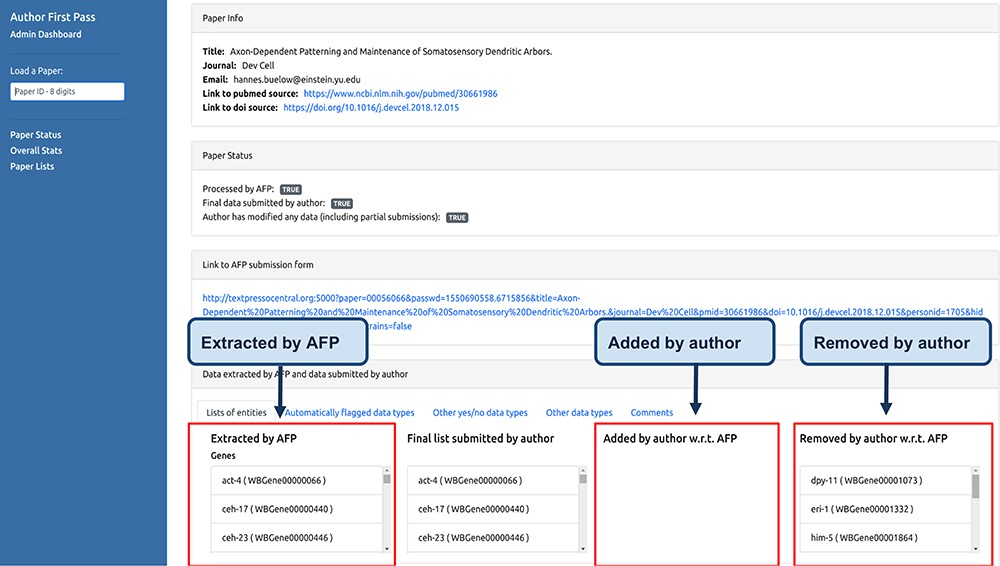 Author First Pass
Admin Dashboard
Load a Paper:
Paper ID - 8 digits
Paper Status
Overall Stats
Paper Lists
Paper Info
Title: Axon-Dependent Patterning and Maintenance of Somatosensory Dendritic Arbors.
Journal: Dev Cell
Email: hannes.buelow@einstein.yu.edu
Link to pubmed source: https://www.ncbi.nlm.nih.gov/pubmed/30661986
Link to doi source: https://doi.org/10.1016/j.devcel.2018.12.015
Paper Status
Processed by AFP: TRUE
Final data submitted by author: TRUE
Author has modified any data (including partial submissions): TRUE
Link to AFP submission form
http://textpressocentral.org:5000?paper=00056066&passwd=1550690558.6715856&title=Axon-
Dependent%20Patterning%20and%20Maintenance%20of%20Somatosensory%20Dendritic%20Arbors.&journal=Dev%20Cell&pmid=30661986&doi=10.1016/j.devcel.2018.12.015&personid=1705&hid
rains=false
Extracted by AFP
Added by author
Removed by author
Data extracted by AFP and data submitted by author
Lists of entities
Automatically flagged data types
Other yes/no data types
Other data types
Comments
Extracted by AFP
Genes
act-4 ( WBGene00000066 )
ceh-17 ( WBGene00000440 )
ceh-23 ( WBGene00000446 )
Final list submitted by author
act-4 ( WBGene00000066 )
ceh-17 ( WBGene00000440 )
ceh-23 ( WBGene00000446 )
Added by author w.r.t. AFP
Removed by author w.r.t. AFP
dpy-11 ( WBGene00001073 )
eri-1 ( WBGene00001332 )
him-5 ( WBGene00001864 )